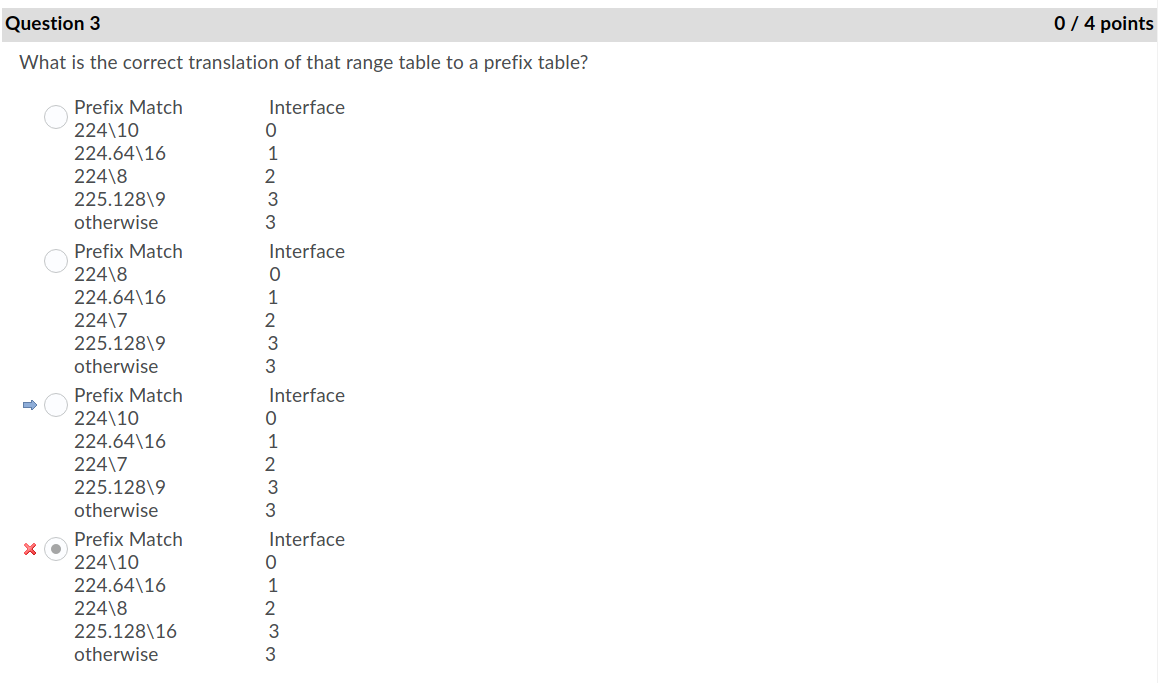 Question 3 0 / 4 points
What is the correct translation of that range table to a prefix table?
Prefix Match Interface
224\10 0
224.64\16 1
224\8 2
225.128\9 3
otherwise 3
Prefix Match Interface
224\8 0
224.64\16 1
224\7 2
225.128\9 3
otherwise 3
Prefix Match Interface
224\10 0
224.64\16 1
224\7 2
225.128\9 3
otherwise 3
Prefix Match Interface
224\10 0
224.64\16 1
224\8 2
225.128\16 3
otherwise 3